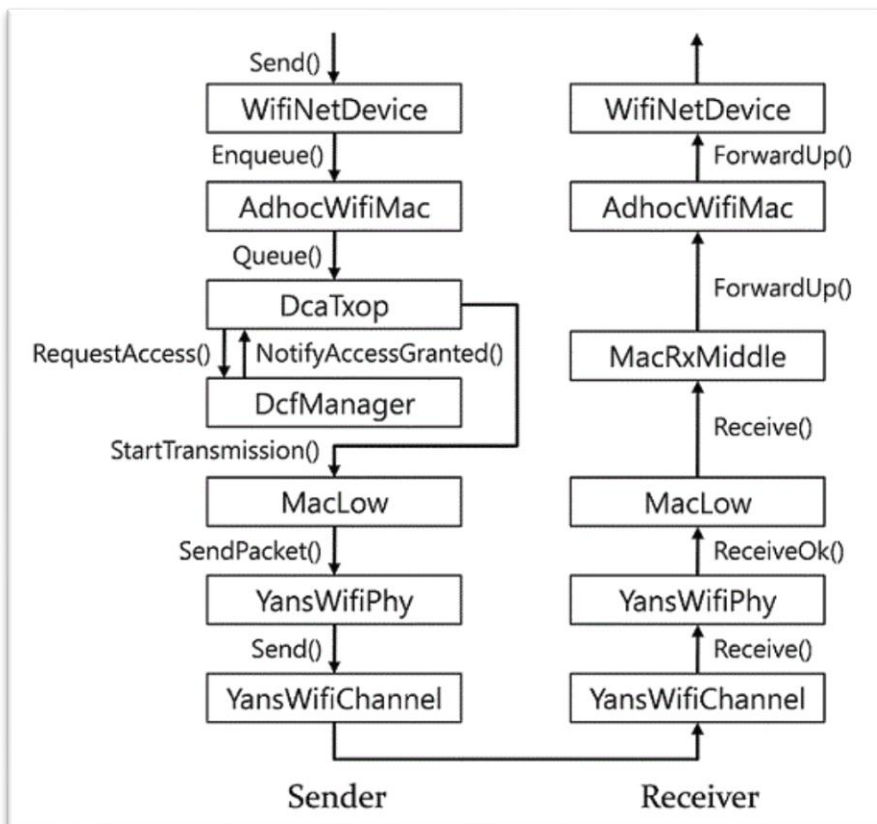 Send()
WifiNetDevice
Enqueue()
AdhocWifiMac
Queue()
DcaTxop
RequestAccess()
NotifyAccessGranted()
DcfManager
StartTransmission()
MacLow
SendPacket()
YansWifiPhy
Send()
YansWifiChannel
Sender
WifiNetDevice
ForwardUp()
AdhocWifiMac
ForwardUp()
MacRxMiddle
Receive()
MacLow
ReceiveOk()
YansWifiPhy
Receive()
YansWifiChannel
Receiver